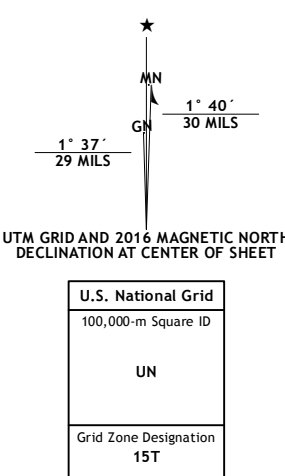 MN
1° 40´
30 MILS
GN
1° 37´
29 MILS
UTM GRID AND 2016 MAGNETIC NORTH
DECLINATION AT CENTER OF SHEET
U.S. National Grid
100,000-m Square ID
UN
Grid Zone Designation
15T